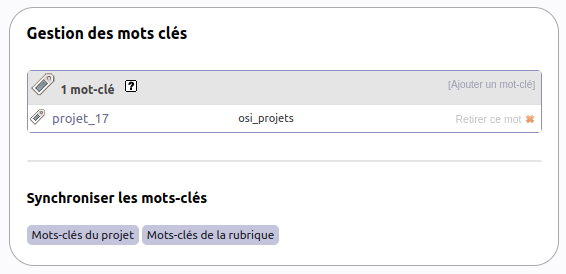 Gestion des mots clés
1 mot-clé ? [Ajouter un mot-clé]
projet_17 osi_projets Retirer ce mot ✖
Synchroniser les mots-clés
Mots-clés du projet Mots-clés de la rubrique